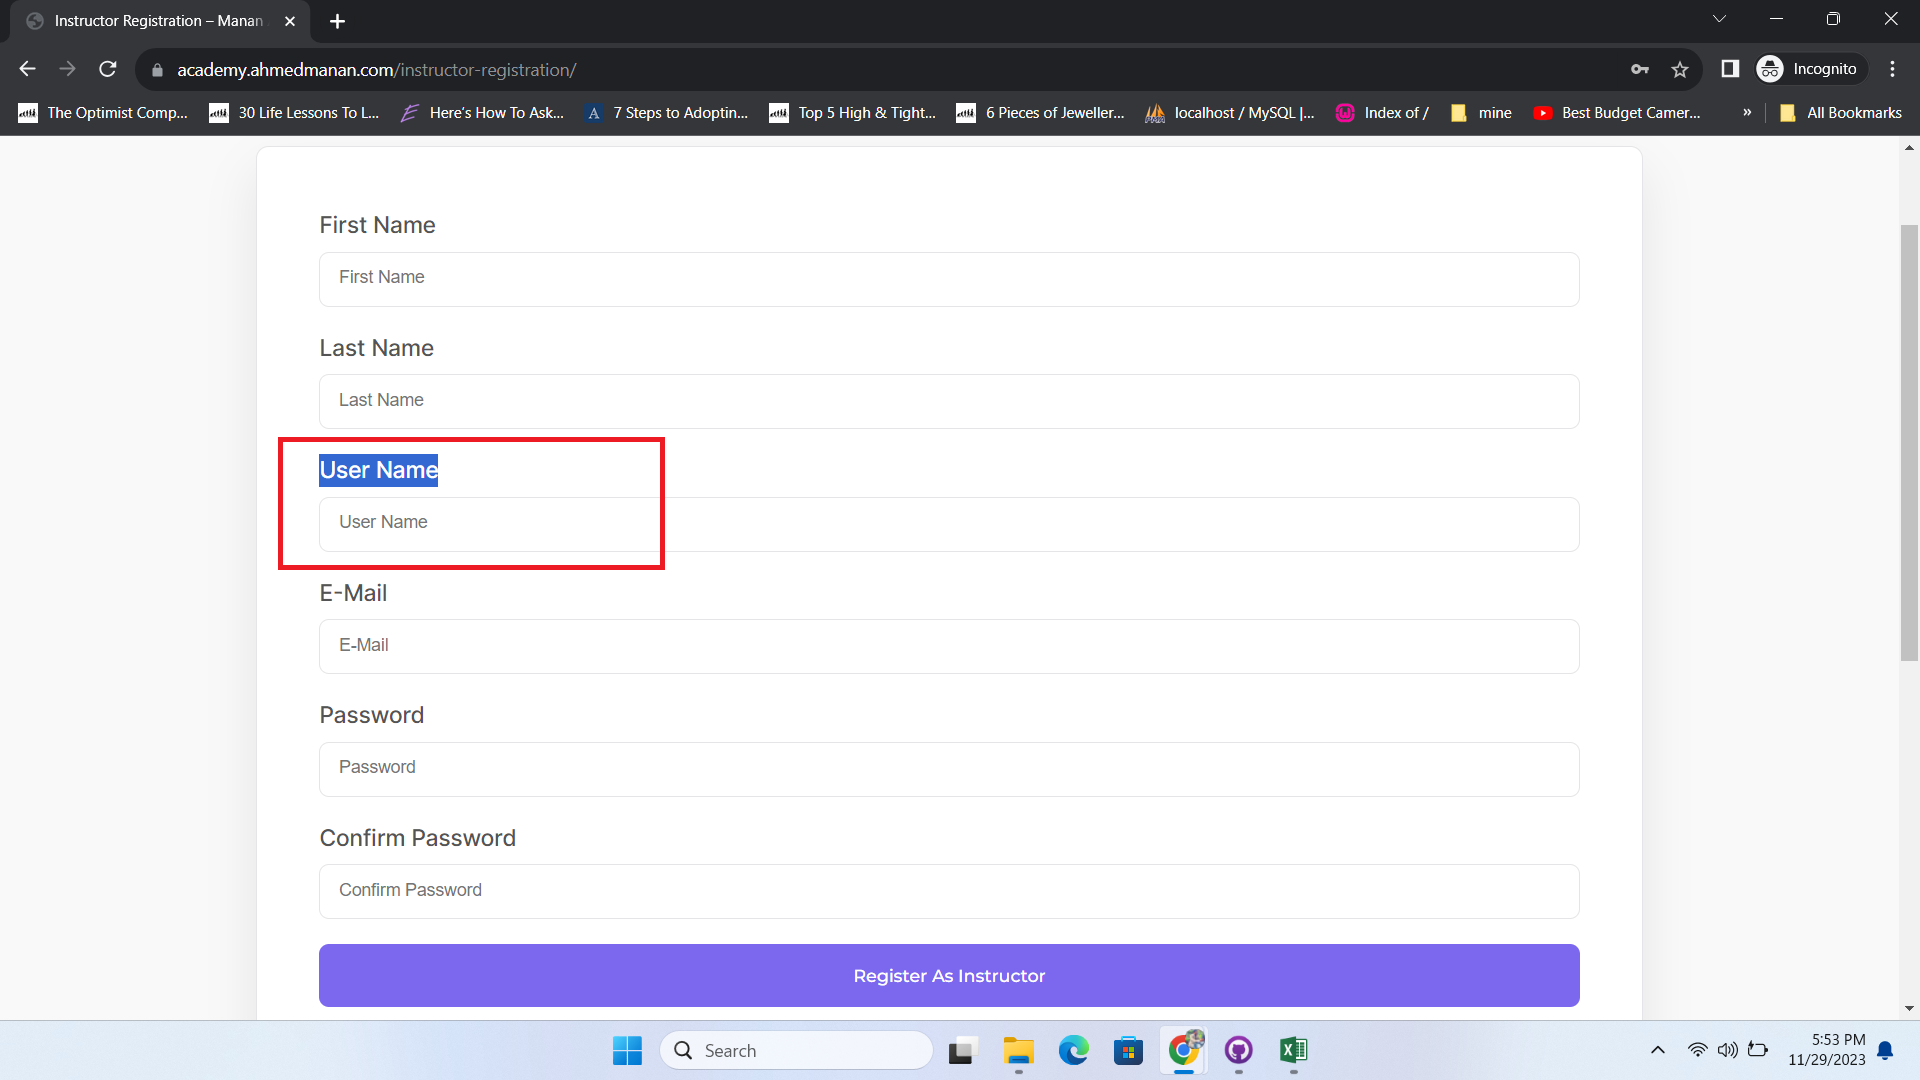 Instructor Registration – Manan
academy.ahmedmanan.com/instructor-registration/
Incognito
The Optimist Comp...
30 Life Lessons To L...
Here's How To Ask...
7 Steps to Adoptin...
Top 5 High & Tight...
6 Pieces of Jeweller...
localhost / MySQL |...
Index of /
mine
Best Budget Camer...
»
All Bookmarks
First Name
First Name
Last Name
Last Name
User Name
User Name
E-Mail
E-Mail
Password
Password
Confirm Password
Confirm Password
Register As Instructor
Search
5:53 PM
11/29/2023